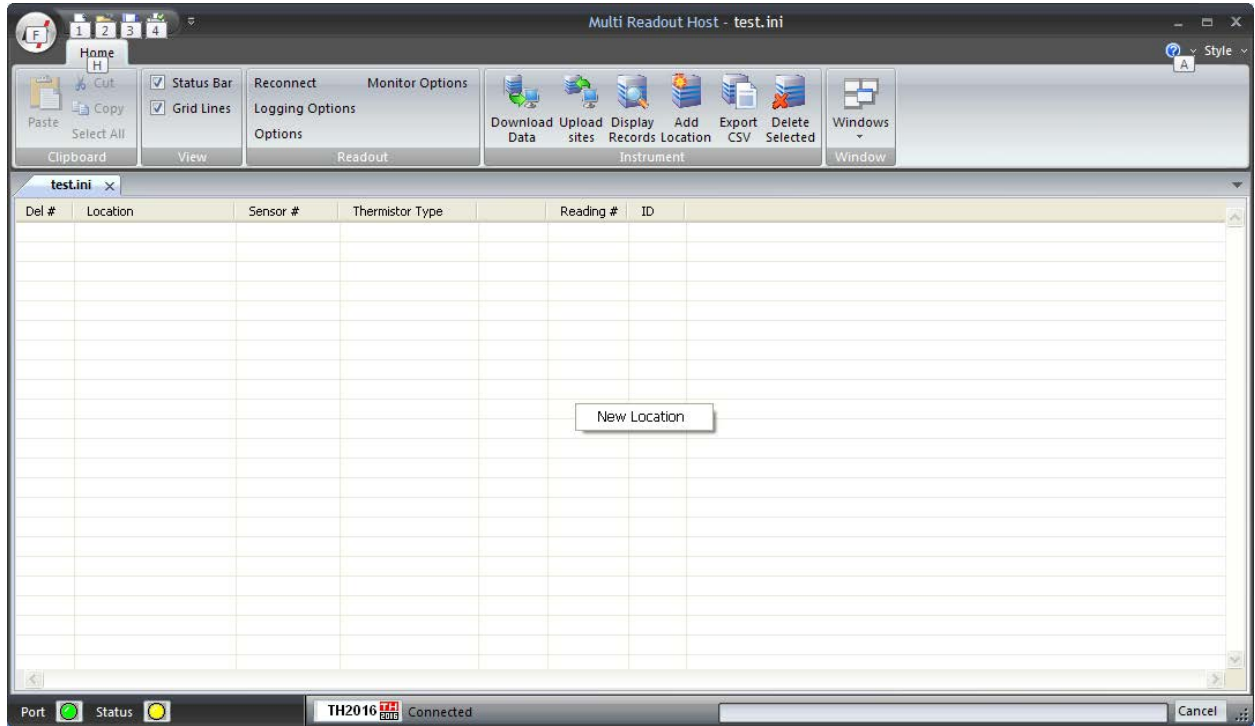 F 1 2 3 4 Multi Readout Host - test.ini
Home Style
H A
Paste Cut Copy Select All
Status Bar
Grid Lines
Reconnect Monitor Options
Logging Options
Options
Download Data Upload sites Display Records Add Location Export CSV Delete Selected
Windows
Clipboard View Readout Instrument Window
test.ini
Del # Location Sensor # Thermistor Type Reading # ID
New Location
Port Status TH2016 TH 2016 Connected Cancel